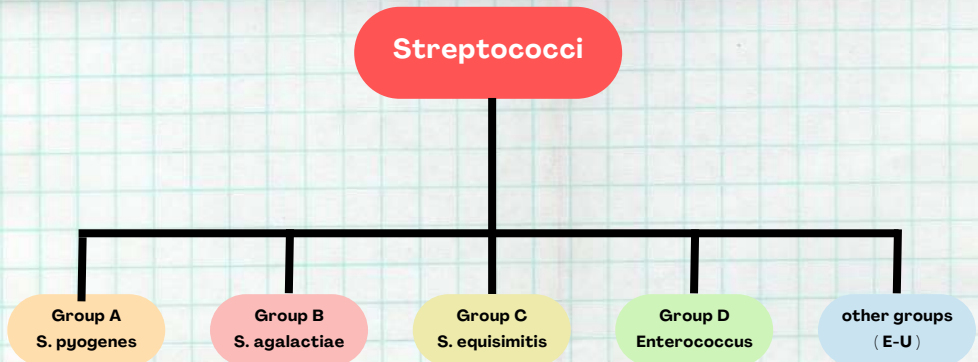 Streptococci
Group A
S. pyogenes
Group B
S. agalactiae
Group C
S. equisimitis
Group D
Enterococcus
other groups
( E-U )